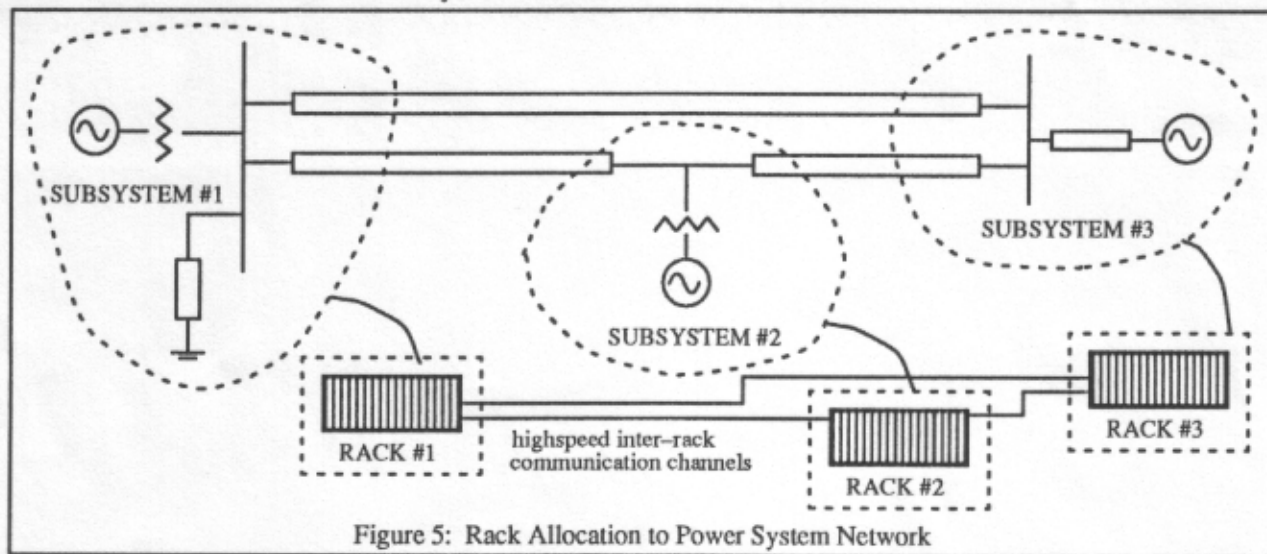 SUBSYSTEM #1
SUBSYSTEM #3
SUBSYSTEM #2
RACK #1
highspeed inter–rack
communication channels
RACK #2
RACK #3
Figure 5: Rack Allocation to Power System Network